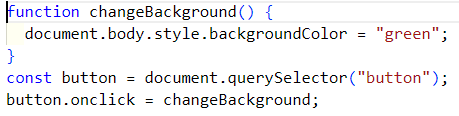 function changeBackground() {
  document.body.style.backgroundColor = "green";
}
const button = document.querySelector("button");
button.onclick = changeBackground;